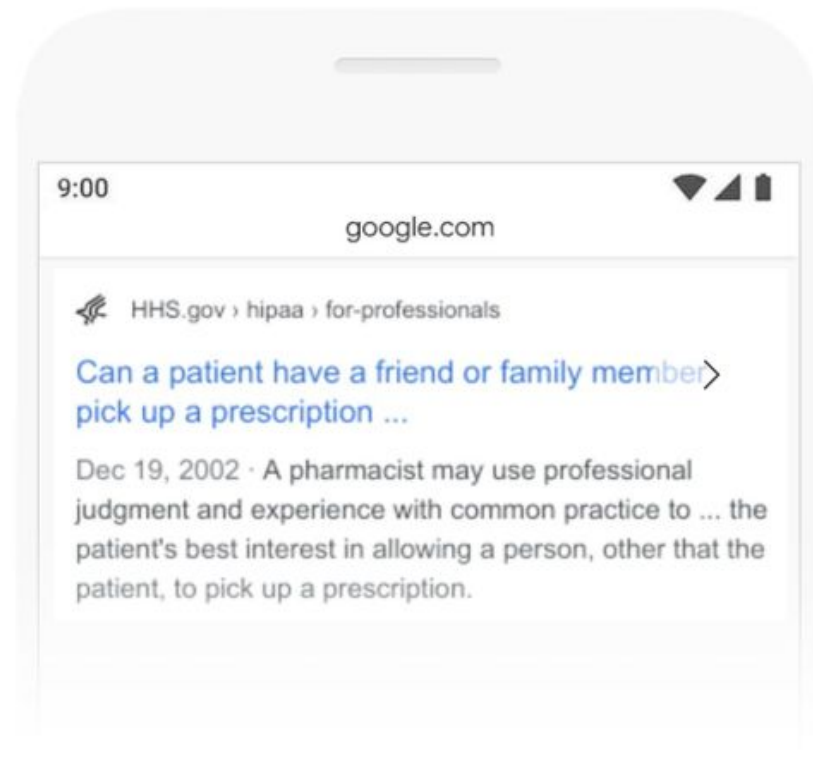 9:00
google.com
HHS.gov › hipaa › for-professionals
Can a patient have a friend or family member
pick up a prescription ...
Dec 19, 2002 · A pharmacist may use professional
judgment and experience with common practice to ... the
patient's best interest in allowing a person, other that the
patient, to pick up a prescription.